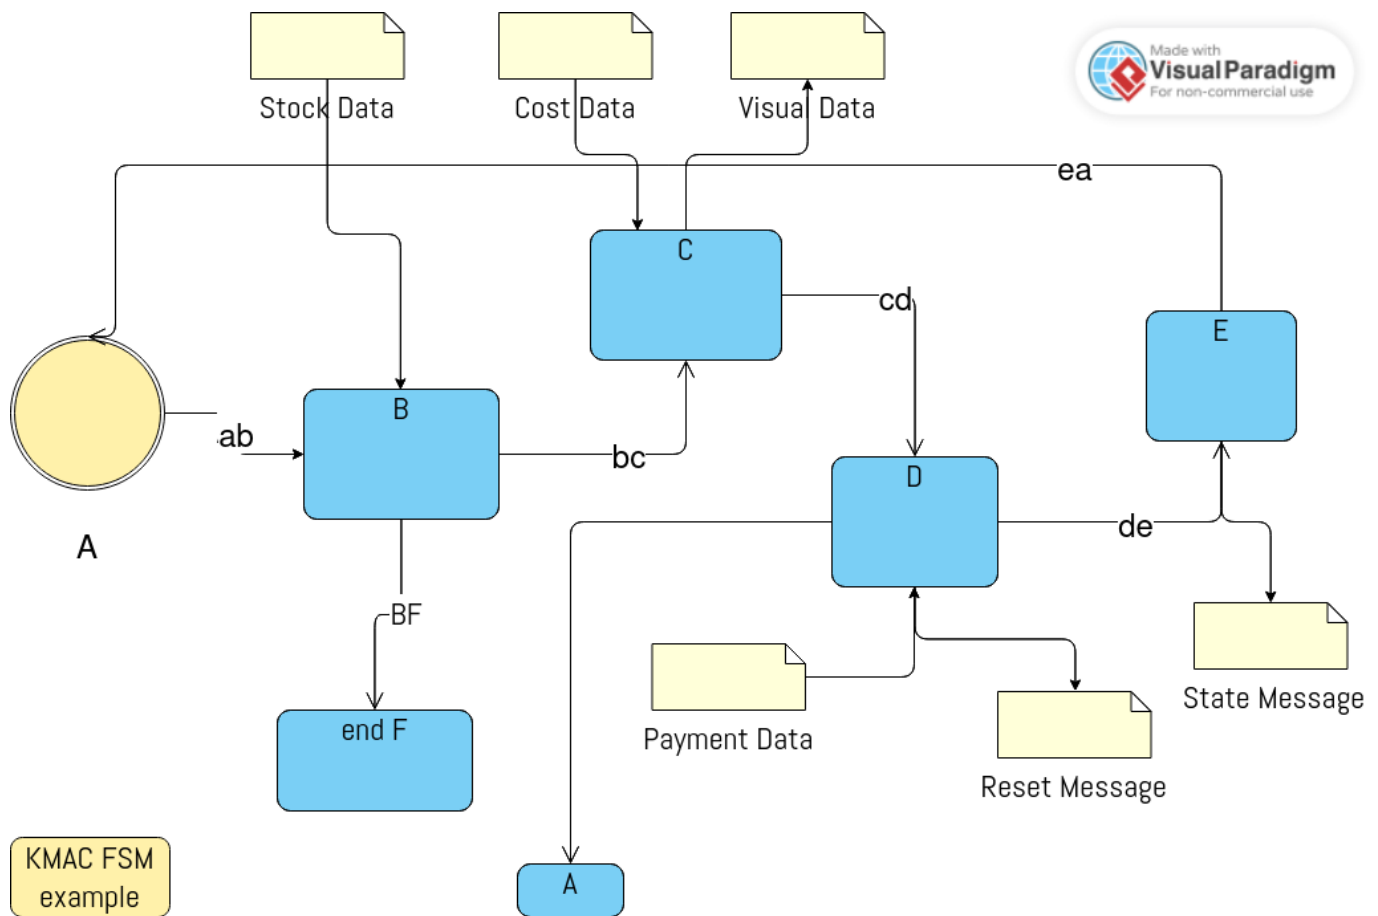 Made with
Visual Paradigm
For non-commercial use
Stock Data
Cost Data
Visual Data
ea
C
cd
E
B
ab
bc
D
A
de
BF
State Message
end F
Payment Data
Reset Message
KMAC FSM
example
A